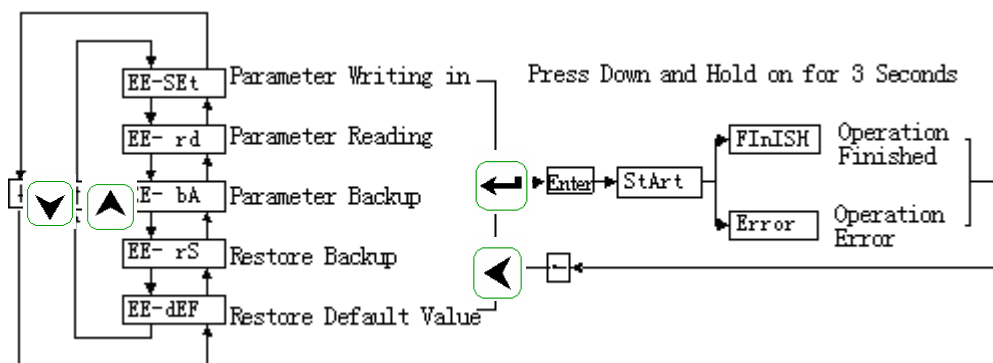 EE-SEt Parameter Writing in Press Down and Hold on for 3 Seconds
EE- rd Parameter Reading
FInISH Operation
Finished
Enter StArt
E- bA Parameter Backup
Error Operation
Error
EE- rS Restore Backup
EE-dEF Restore Default Value